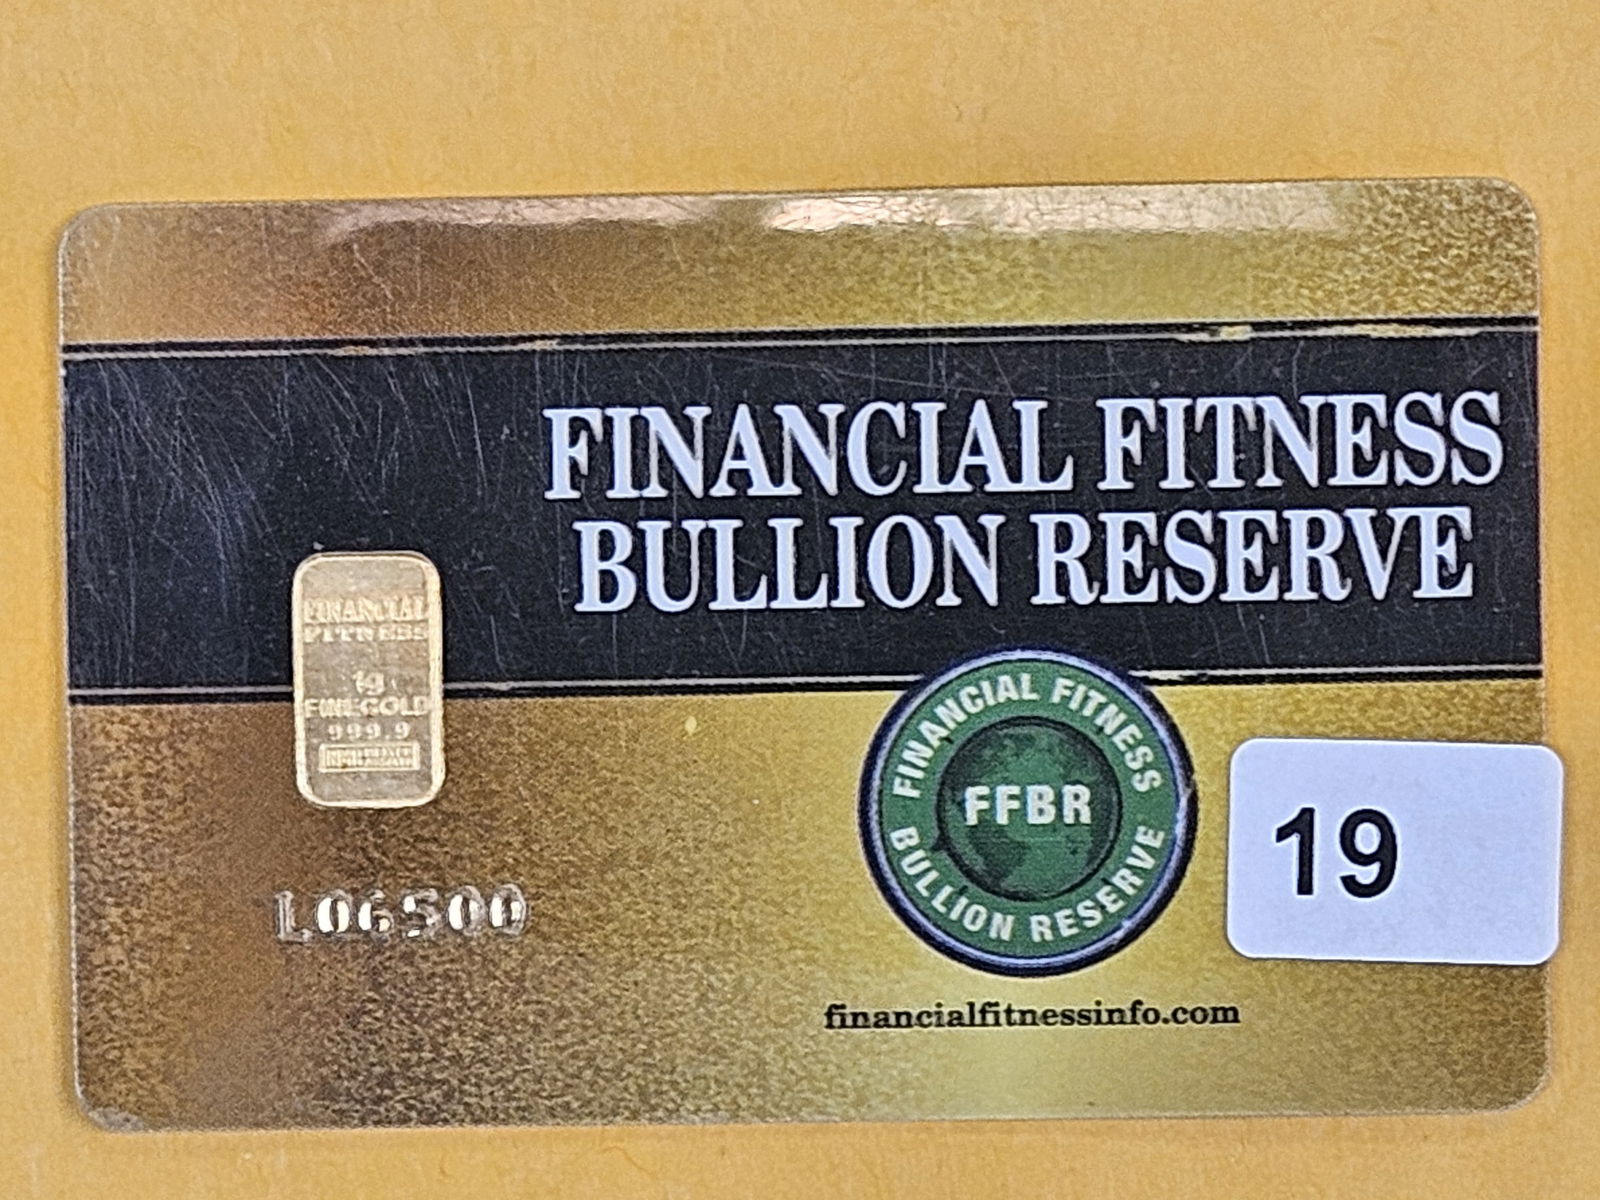 FINANCIAL FITNESS
BULLION RESERVE
FINANCIAL
FITNESS
1g
FINE GOLD
999.9
FINANCIAL FITNESS
FFBR
BULLION RESERVE
19
L06500
financialfitnessinfo.com